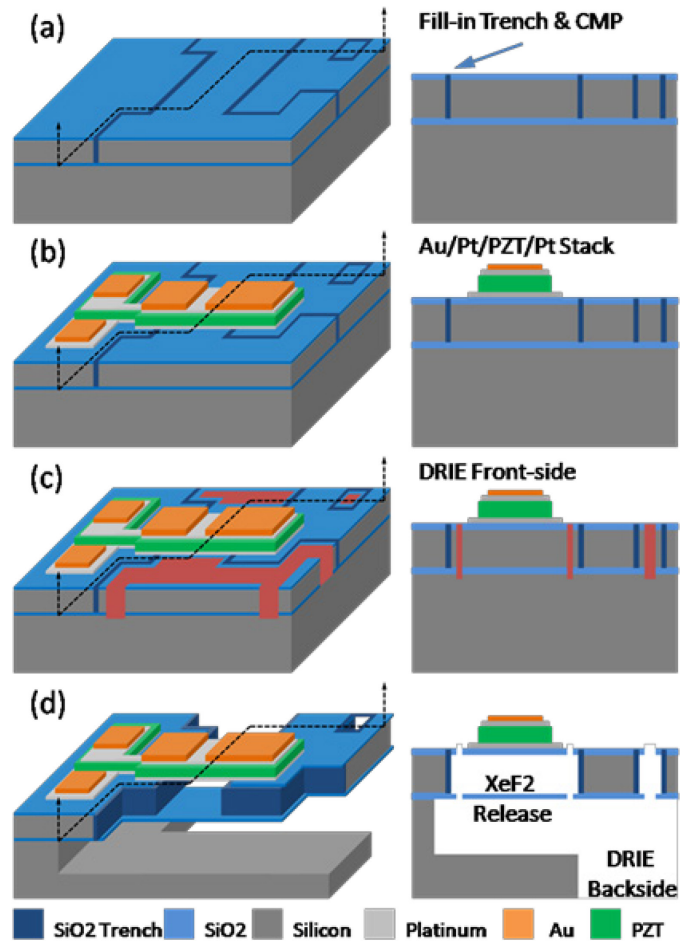 (a)
Fill-in Trench & CMP
(b)
Au/Pt/PZT/Pt Stack
(c)
DRIE Front-side
(d)
XeF2
Release
DRIE
Backside
SiO2 Trench
SiO2
Silicon
Platinum
Au
PZT